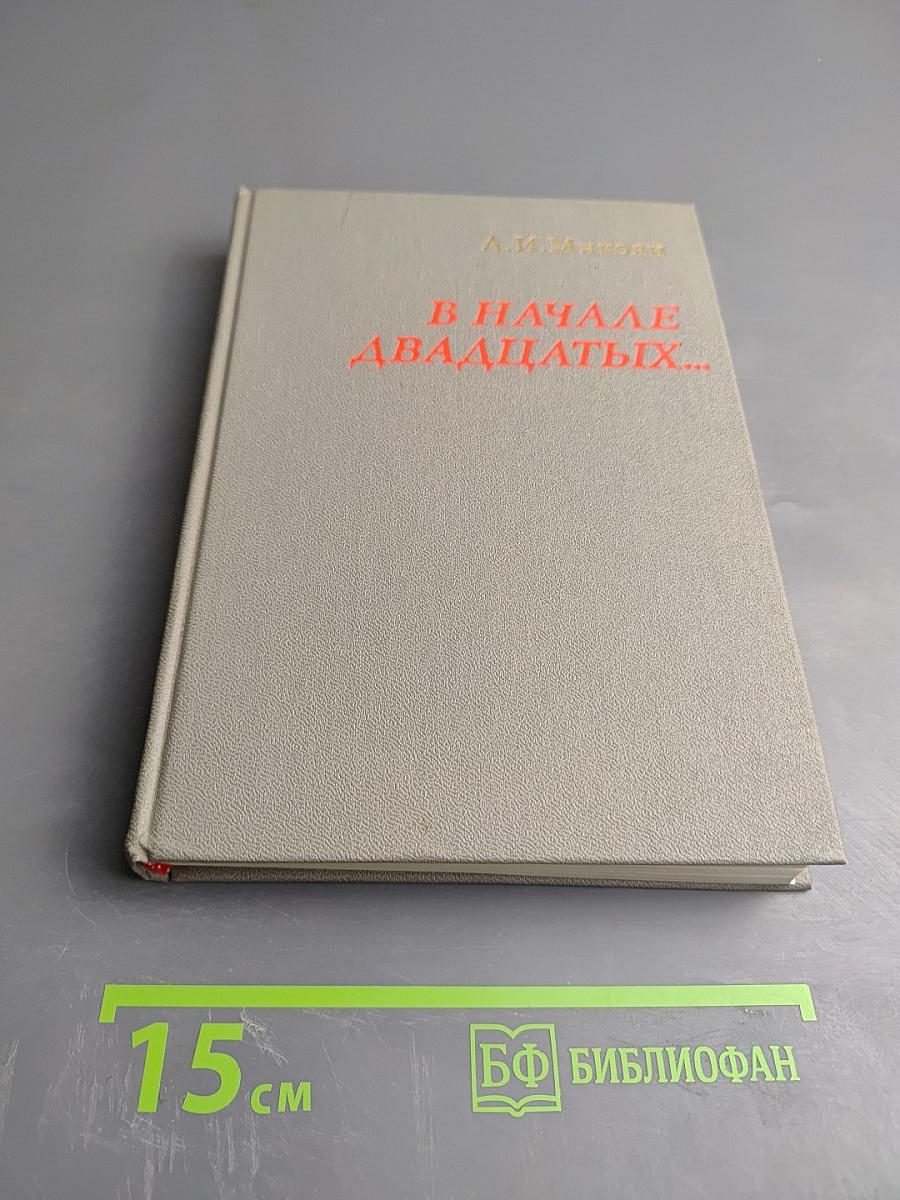 А.И.Микоян
В НАЧАЛЕ
ДВАДЦАТЫХ...
15 см
БФ БИБЛИОФАН